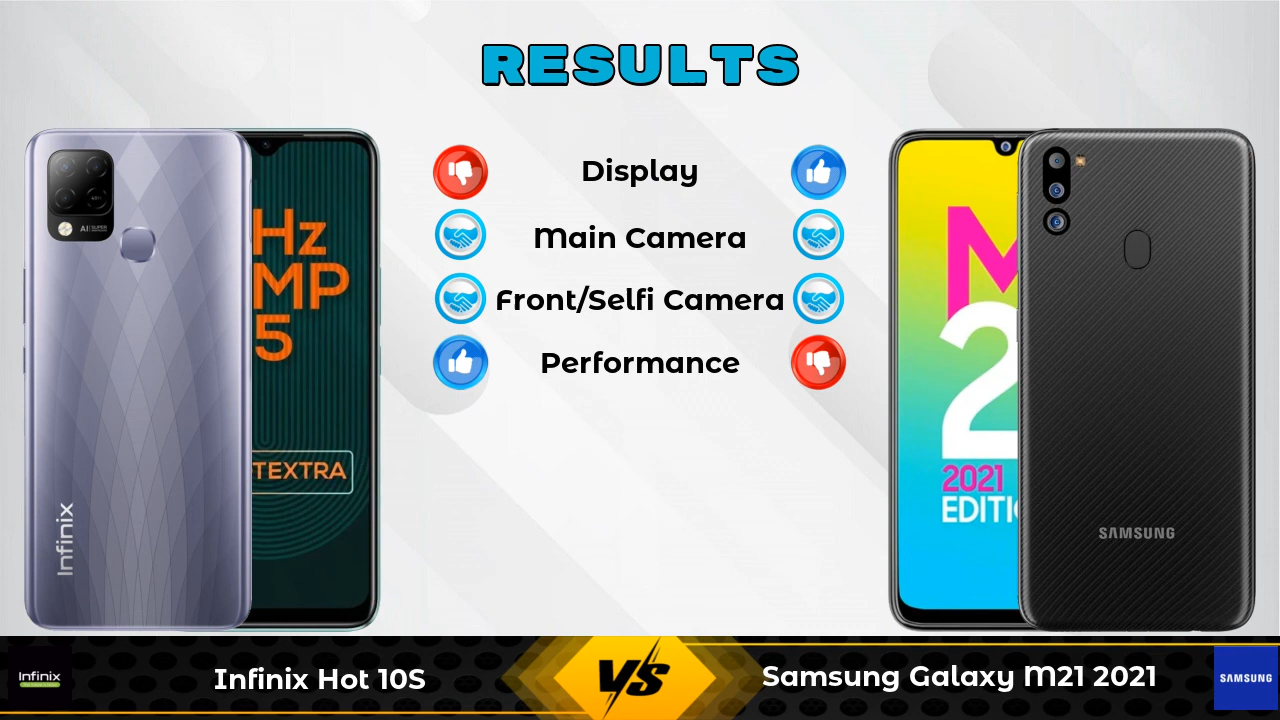 RESULTS
Display
Main Camera
Front/Selfi Camera
Performance
AI
Hz
MP
5
TEXTRA
Infinix
M
2
2021
EDITI
SAMSUNG
Infinix
Infinix Hot 10S
VS
Samsung Galaxy M21 2021
SAMSUNG